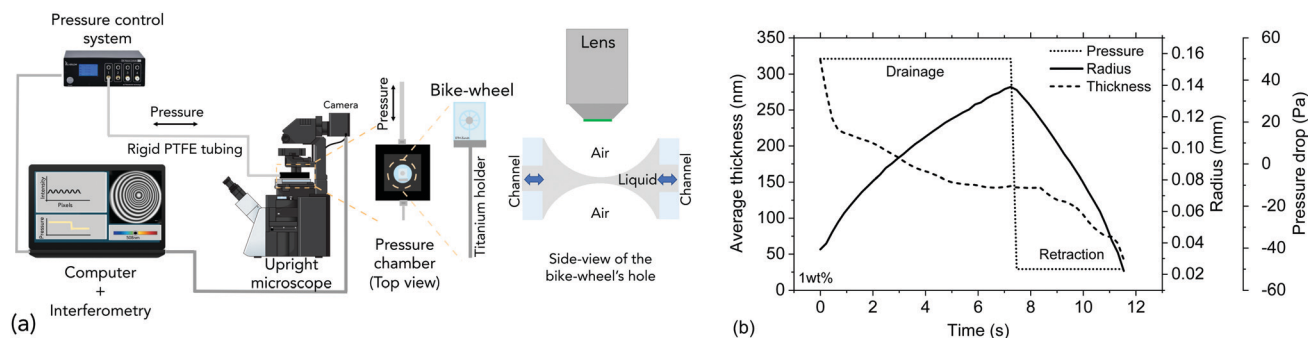 Pressure control
system
Pressure
Rigid PTFE tubing
Intensity
Pixels
Pressure
Computer
+
Interferometry
Camera
Upright
microscope
Pressure
Pressure
chamber
(Top view)
Bike-wheel
Titanium holder
Lens
Air
Channel
Liquid
Channel
Air
Side-view of the
bike-wheel's hole
(a)
350
300
250
200
150
100
50
0
Average thickness (nm)
Drainage
Pressure
Radius
Thickness
Retraction
1wt%
0
2
4
6
8
10
12
Time (s)
0.16
0.14
0.12
0.10
0.08
0.06
0.04
0.02
Radius (mm)
60
40
20
0
-20
-40
-60
Pressure drop (Pa)
(b)